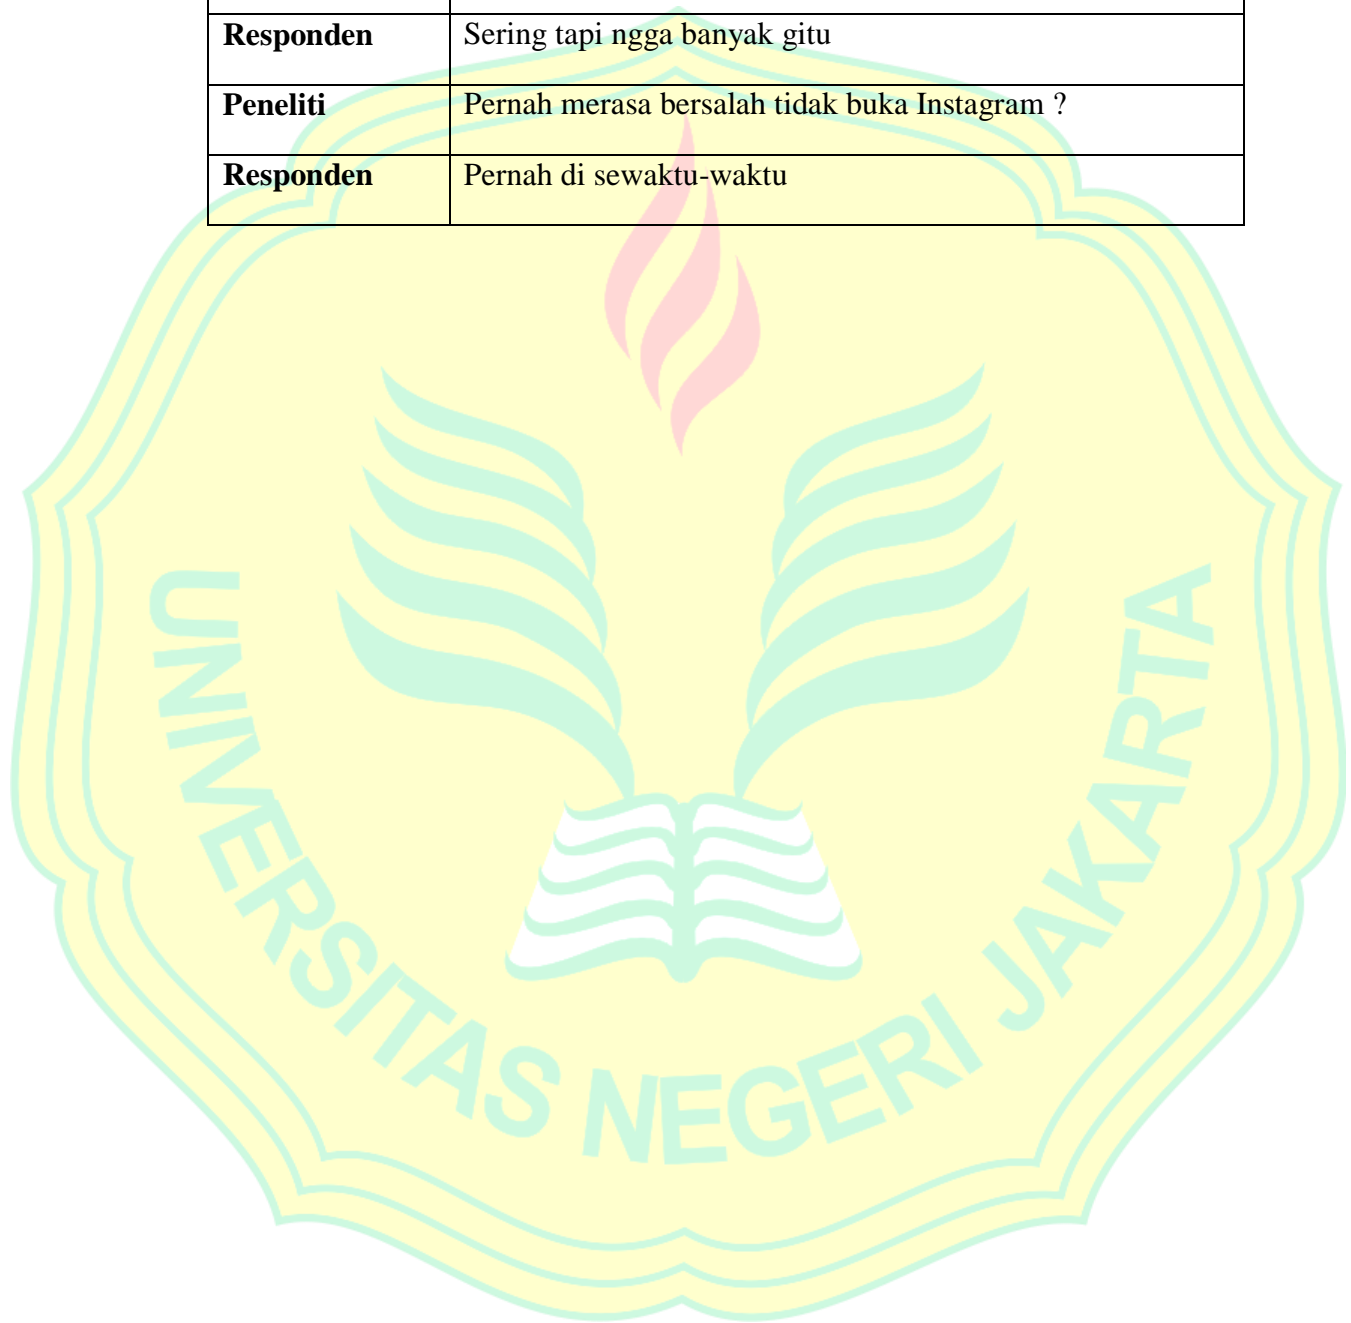 Responden Sering tapi ngga banyak gitu
Peneliti Pernah merasa bersalah tidak buka Instagram ?
Responden Pernah di sewaktu-waktu
UNIVERSITAS NEGERI JAKARTA